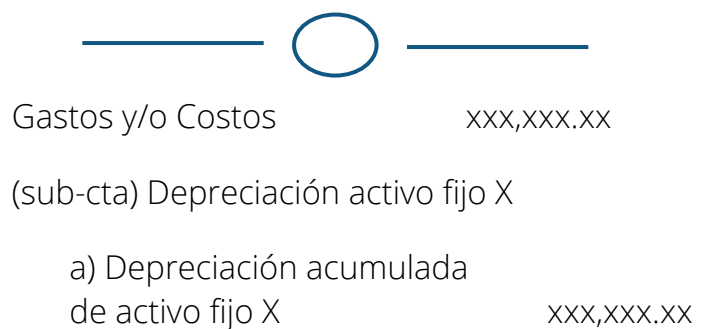 Gastos y/o Costos xxx,xxx.xx
(sub-cta) Depreciación activo fijo X
a) Depreciación acumulada
de activo fijo X xxx,xxx.xx